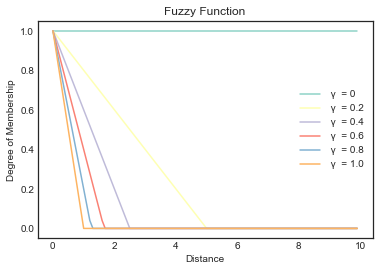 Fuzzy Function
Degree of Membership
1.0
0.8
0.6
0.4
0.2
0.0
γ = 0
γ = 0.2
γ = 0.4
γ = 0.6
γ = 0.8
γ = 1.0
0 2 4 6 8 10
Distance